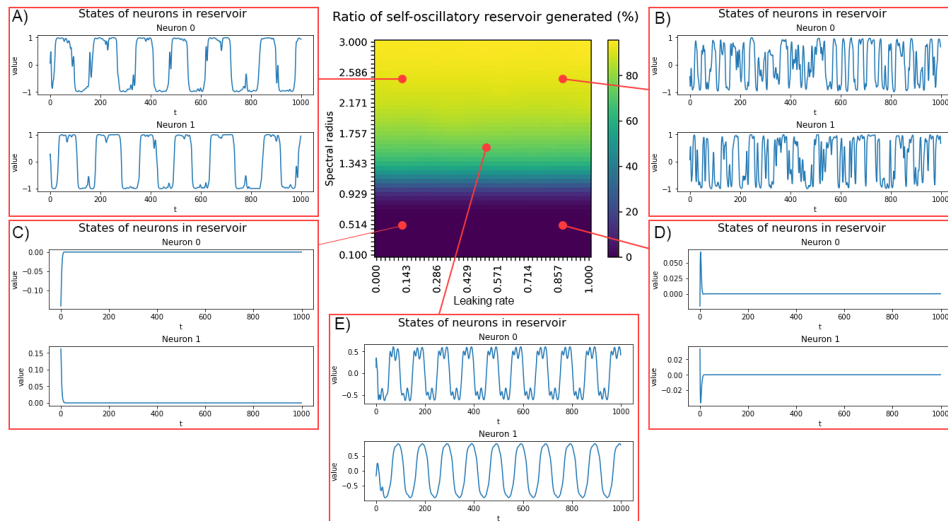 A)
States of neurons in reservoir
Neuron 0
value
1
0
−1
0
200
400
600
800
1000
t
Neuron 1
value
1
0
−1
0
200
400
600
800
1000
t
Ratio of self-oscillatory reservoir generated (%)
Spectral radius
3.000
2.586
2.171
1.757
1.343
0.929
0.514
0.100
0.000
0.143
0.286
0.429
0.571
0.714
0.857
1.000
Leaking rate
80
60
40
20
0
B)
States of neurons in reservoir
Neuron 0
value
1
0
−1
0
200
400
600
800
1000
t
Neuron 1
value
1
0
−1
0
200
400
600
800
1000
t
C)
States of neurons in reservoir
Neuron 0
value
0.00
−0.05
−0.10
0
200
400
600
800
1000
t
Neuron 1
value
0.15
0.10
0.05
0.00
0
200
400
600
800
1000
t
D)
States of neurons in reservoir
Neuron 0
value
0.050
0.025
0.000
0
200
400
600
800
1000
t
Neuron 1
value
0.02
0.00
−0.02
0
200
400
600
800
1000
t
E)
States of neurons in reservoir
Neuron 0
value
0.5
0.0
−0.5
0
200
400
600
800
1000
t
Neuron 1
value
0.5
0.0
−0.5
0
200
400
600
800
1000
t